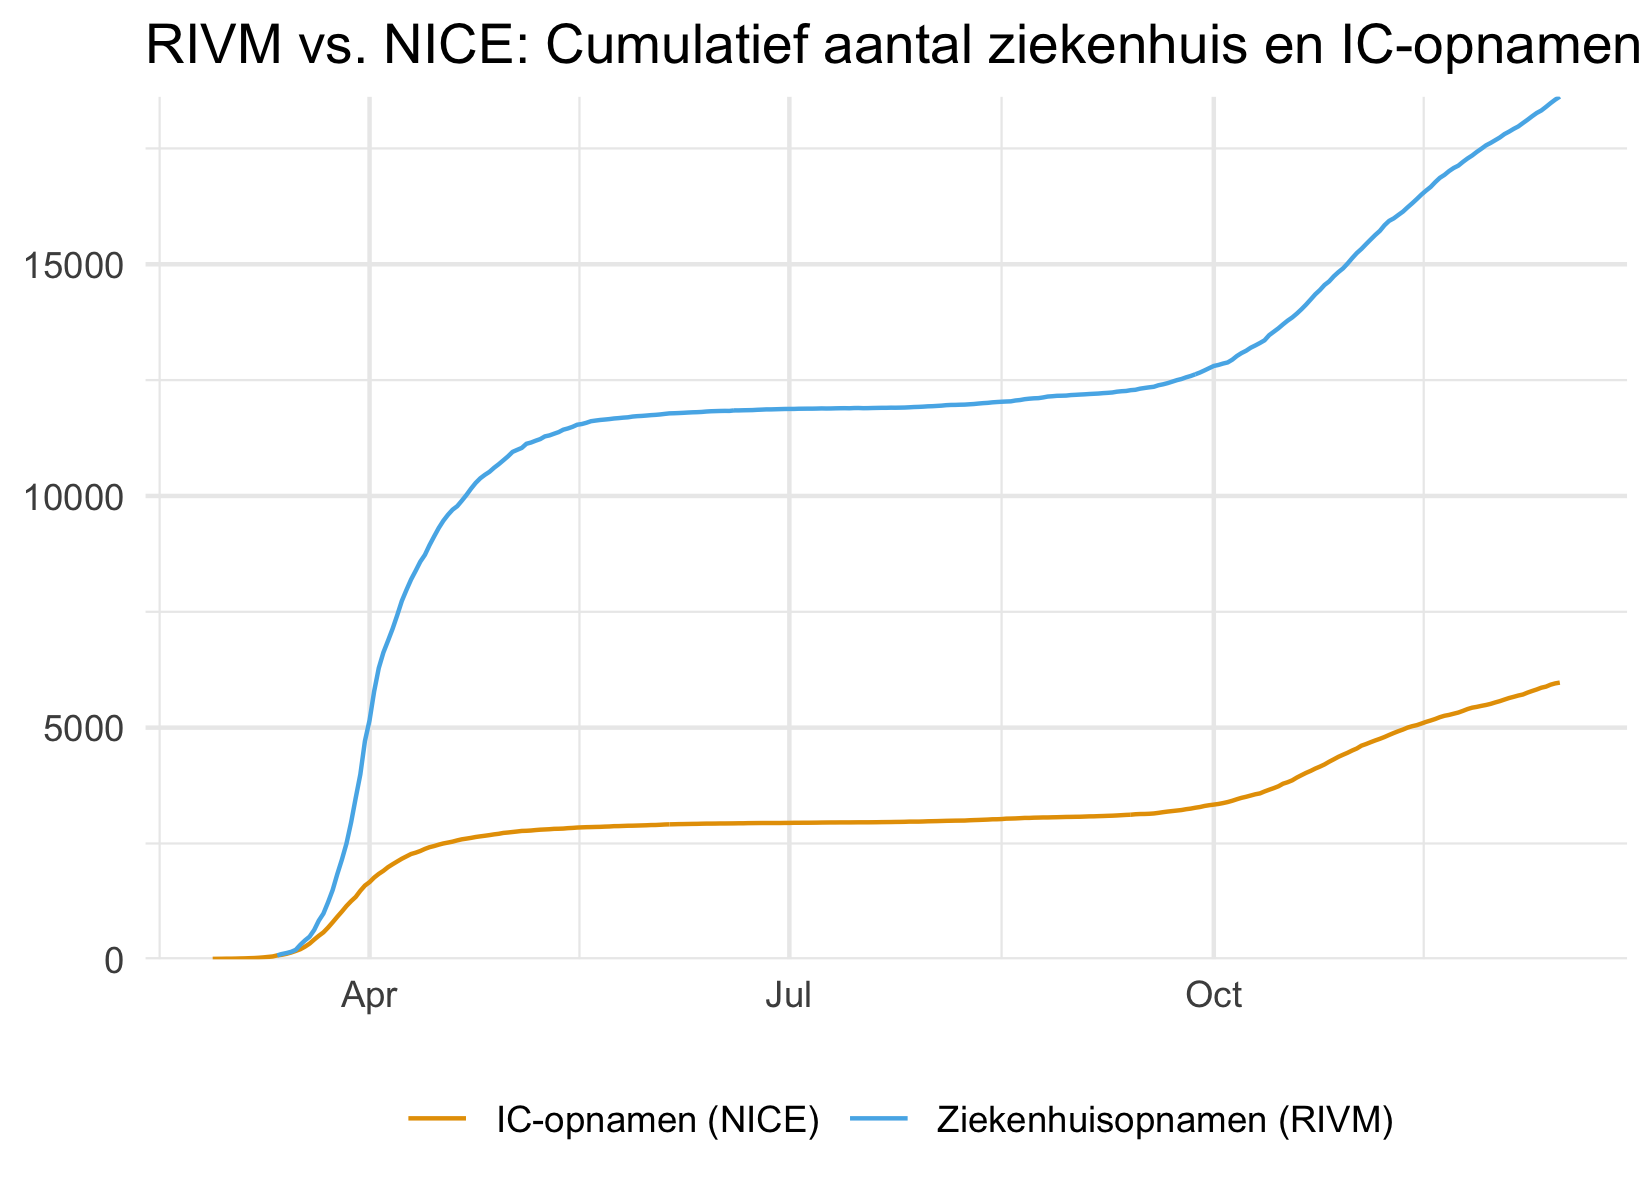 RIVM vs. NICE: Cumulatief aantal ziekenhuis en IC-opnamen
15000
10000
5000
0
Apr Jul Oct
IC-opnamen (NICE) Ziekenhuisopnamen (RIVM)